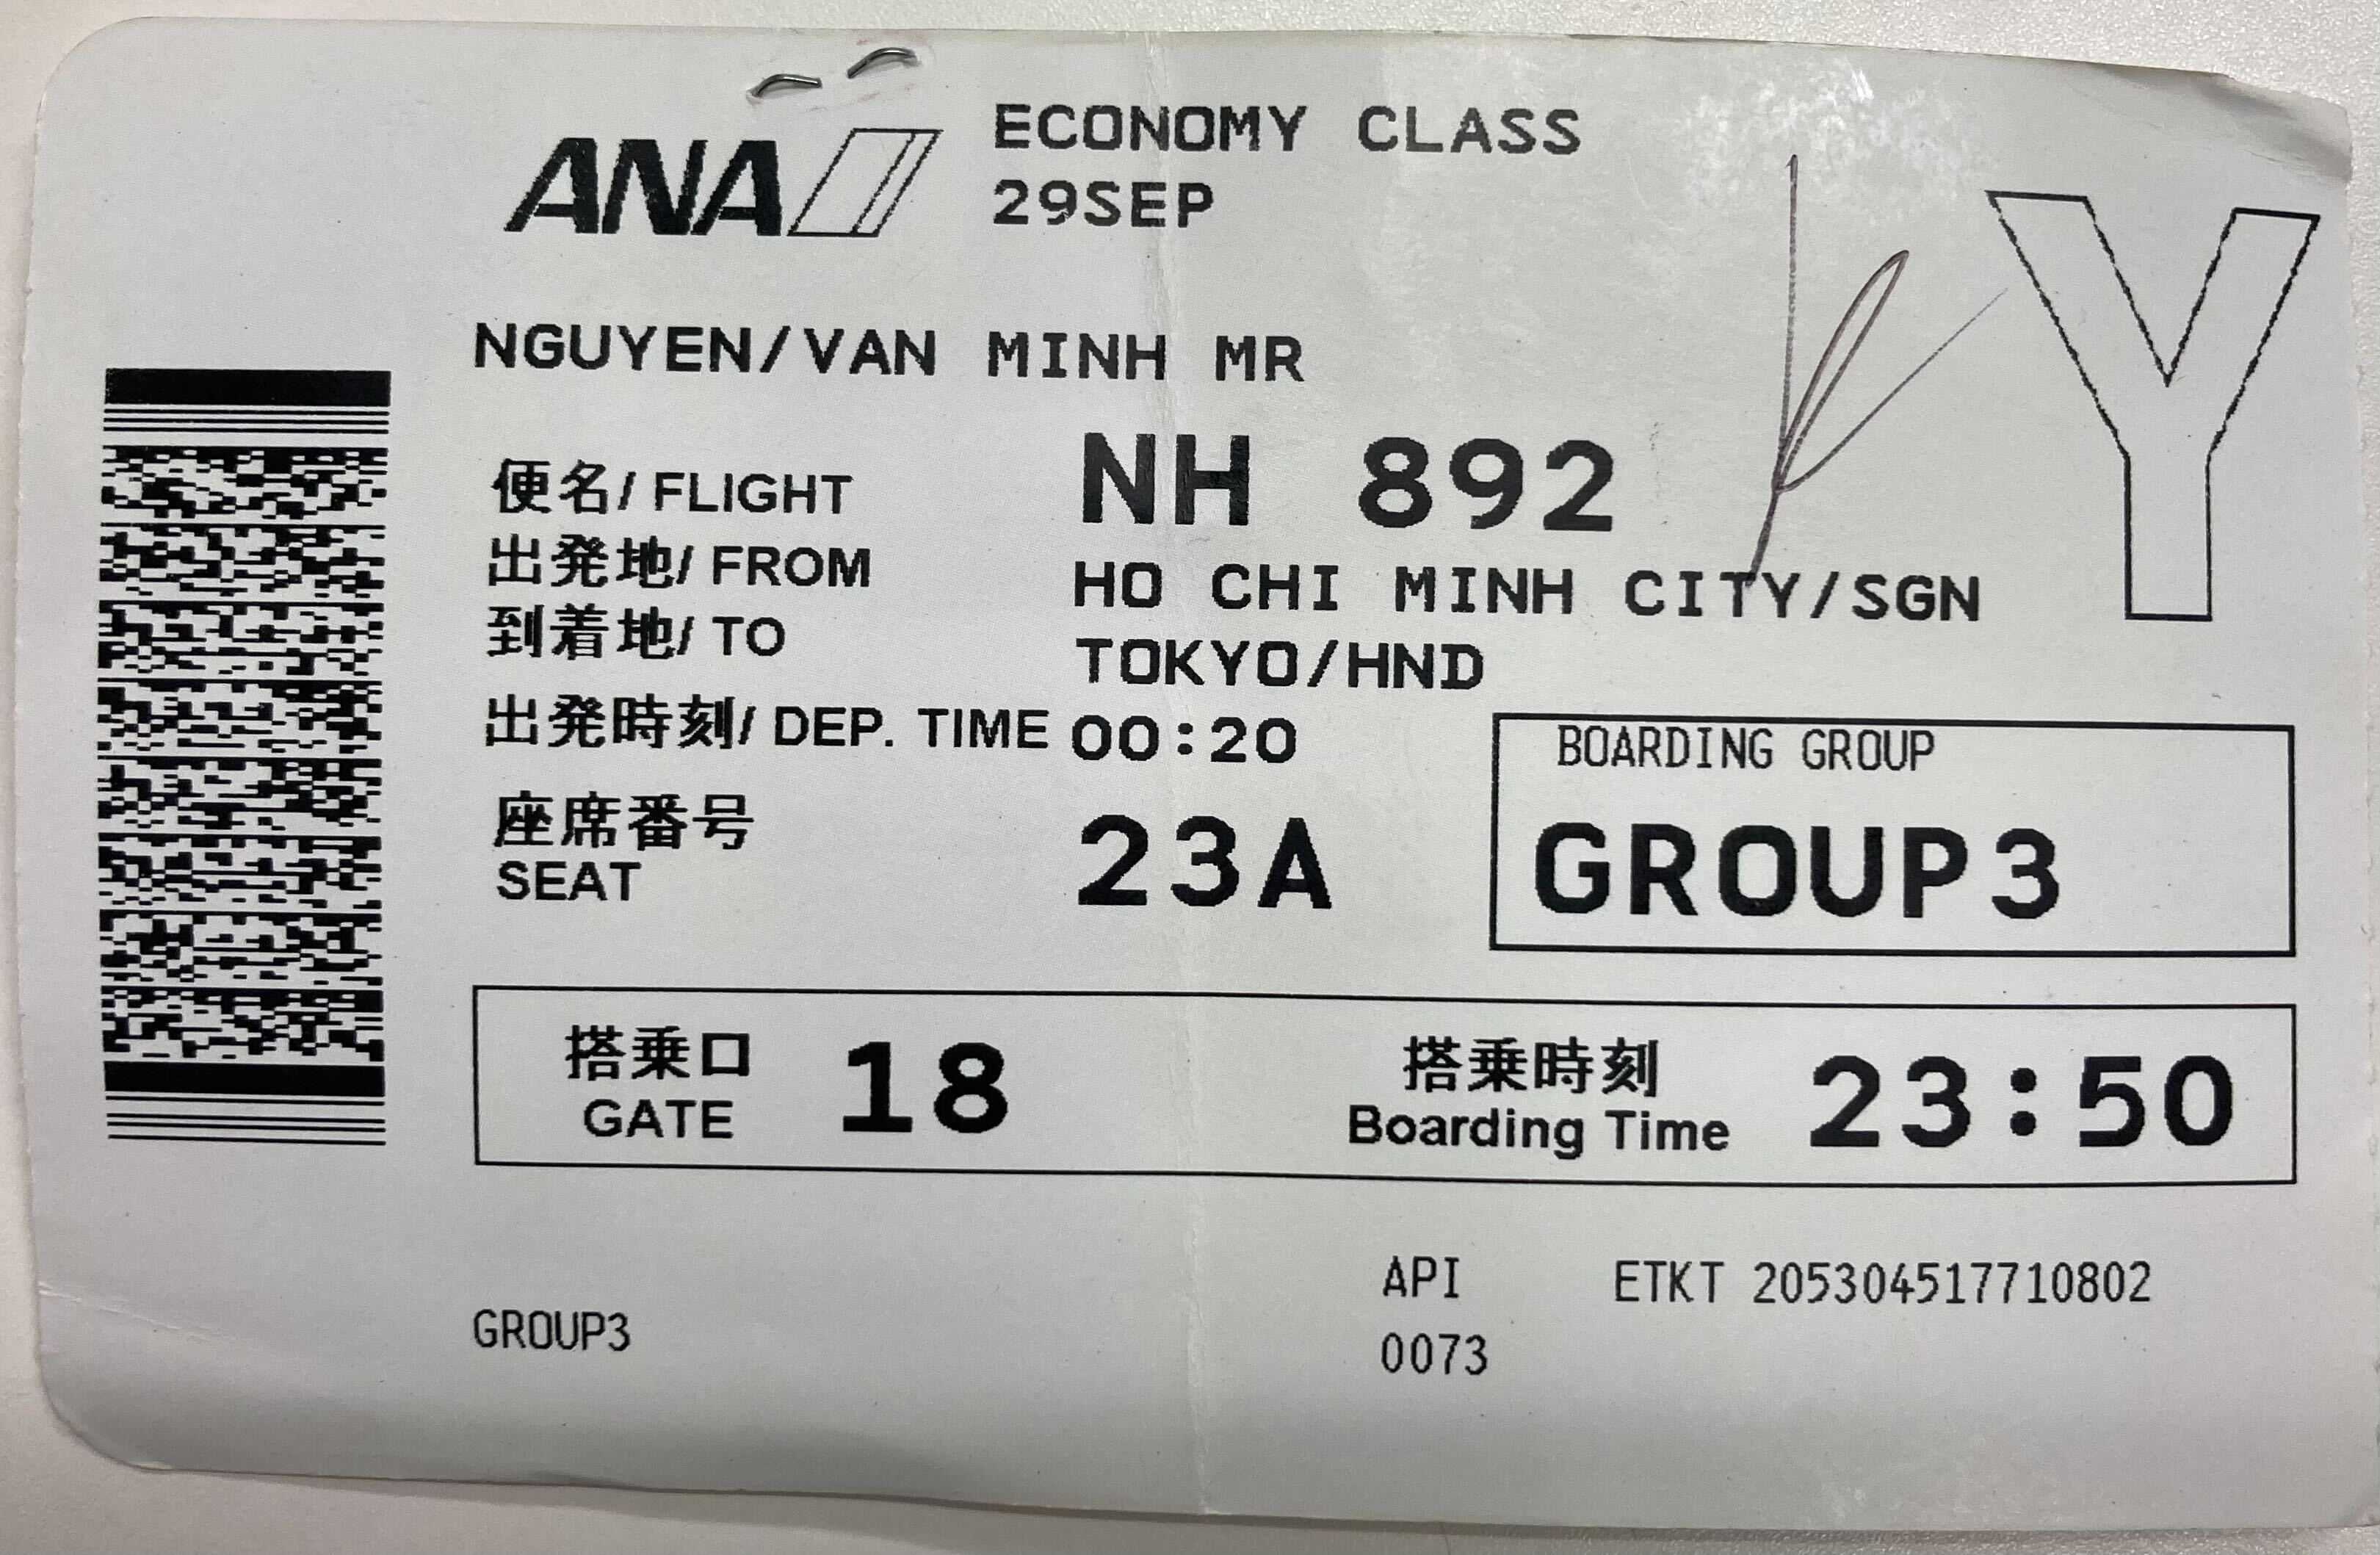 ANA ECONOMY CLASS
29SEP
Y
NGUYEN/VAN MINH MR
便名/ FLIGHT NH 892
出発地/ FROM HO CHI MINH CITY/SGN
到着地/ TO TOKYO/HND
出発時刻/ DEP. TIME 00:20
BOARDING GROUP
座席番号
SEAT 23A
GROUP3
搭乗口
GATE 18
搭乗時刻
Boarding Time 23:50
API ETKT 205304517710802
GROUP3
0073